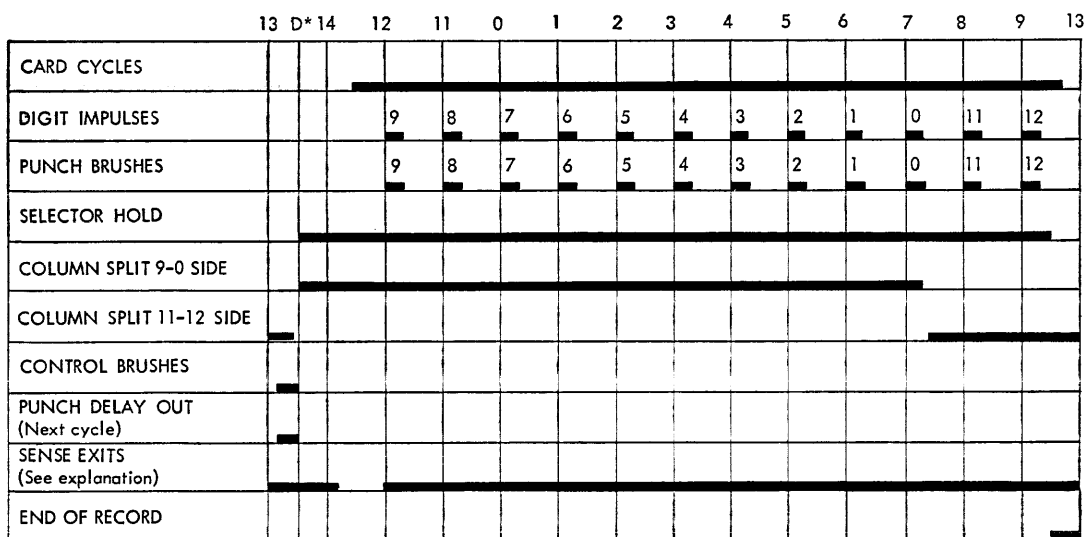 13 D* 14 12 11 0 1 2 3 4 5 6 7 8 9 13
CARD CYCLES
DIGIT IMPULSES 9 8 7 6 5 4 3 2 1 0 11 12
PUNCH BRUSHES 9 8 7 6 5 4 3 2 1 0 11 12
SELECTOR HOLD
COLUMN SPLIT 9-0 SIDE
COLUMN SPLIT 11-12 SIDE
CONTROL BRUSHES
PUNCH DELAY OUT
(Next cycle)
SENSE EXITS
(See explanation)
END OF RECORD